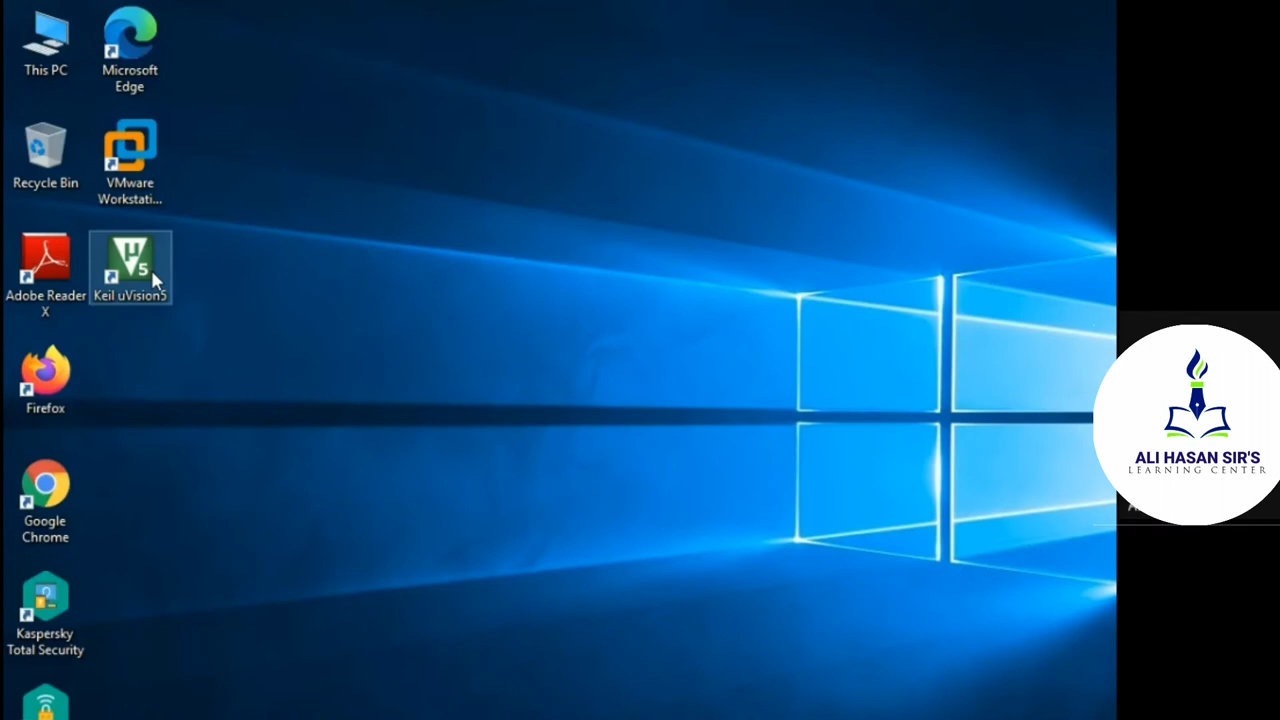 This PC
Microsoft
Edge
Recycle Bin
VMware
Workstati...
Adobe Reader
X
µ
5
Keil uVision5
Firefox
Google
Chrome
Kaspersky
Total Security
ALI HASAN SIR'S
LEARNING CENTER